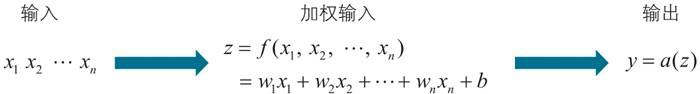 输入 加权输入 输出
x₁ x₂ ⋯ xₙ z = f(x₁, x₂, ⋯, xₙ) y = a(z)
= w₁x₁ + w₂x₂ + ⋯ + wₙxₙ + b